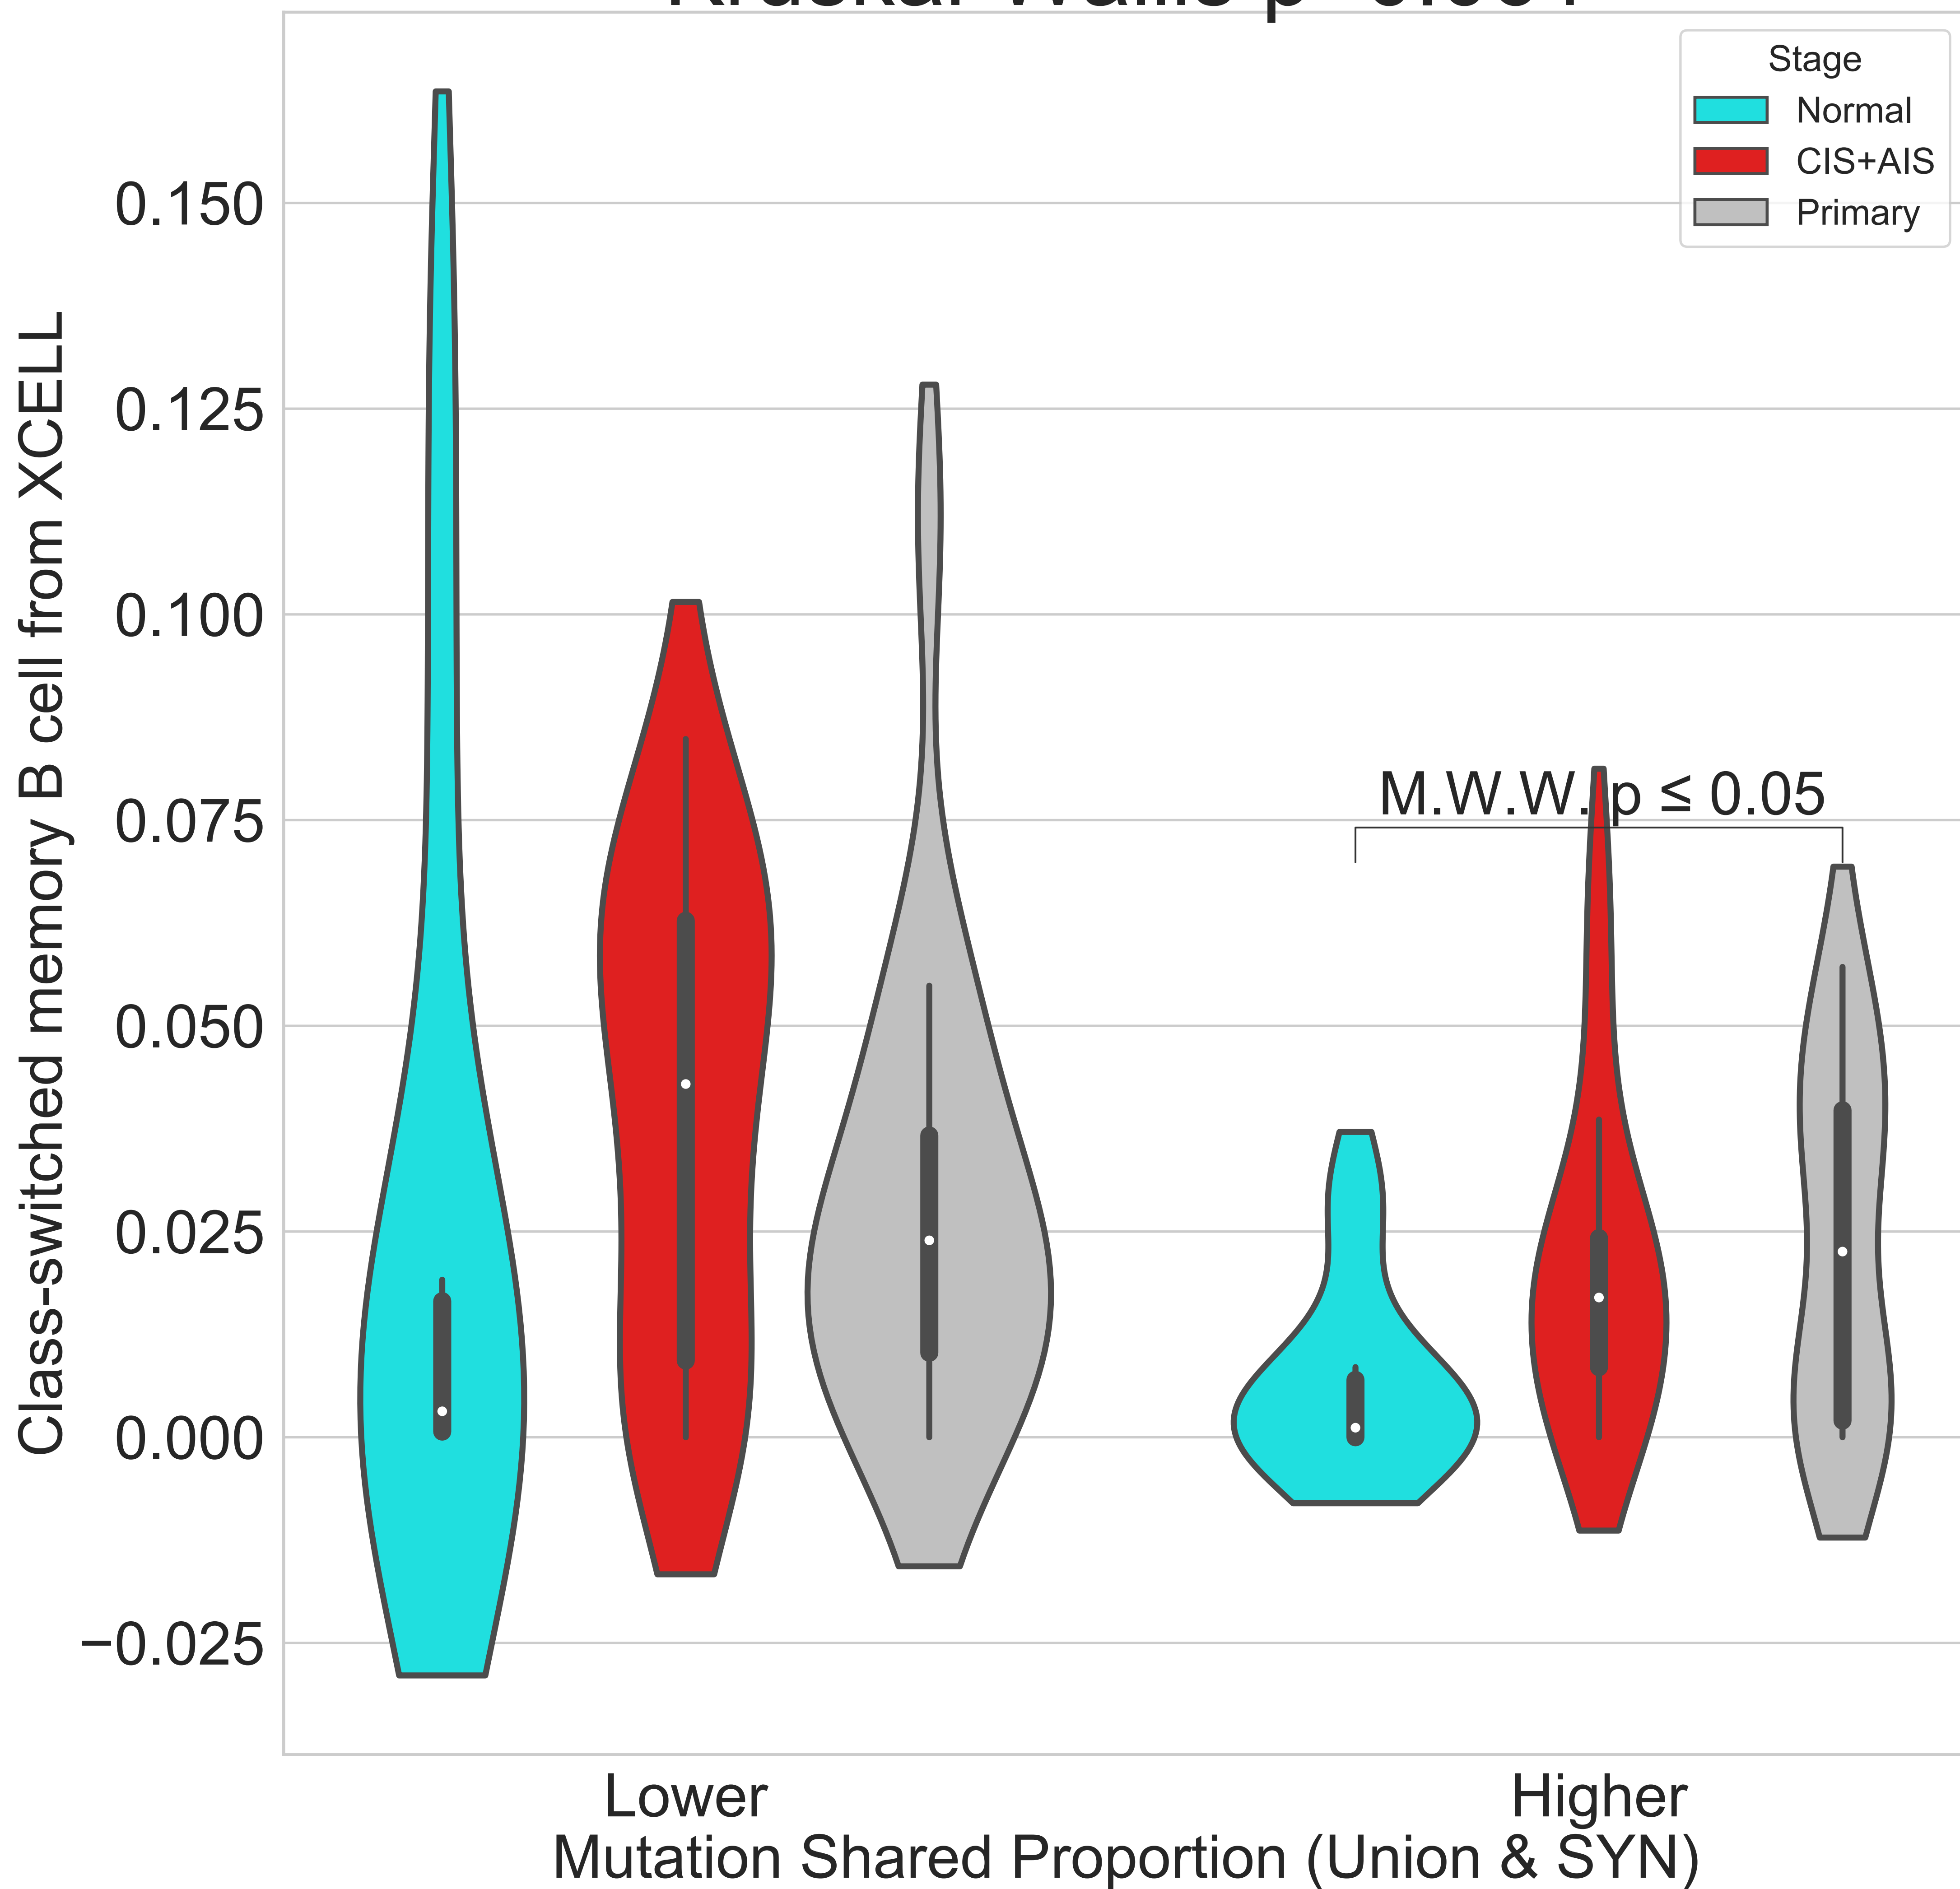 Stage
Normal
CIS+AIS
Primary
0.150
0.125
0.100
0.075
0.050
0.025
0.000
−0.025
Class-switched memory B cell from XCELL
M.W.W. p ≤ 0.05
Lower
Higher
Mutation Shared Proportion (Union & SYN)